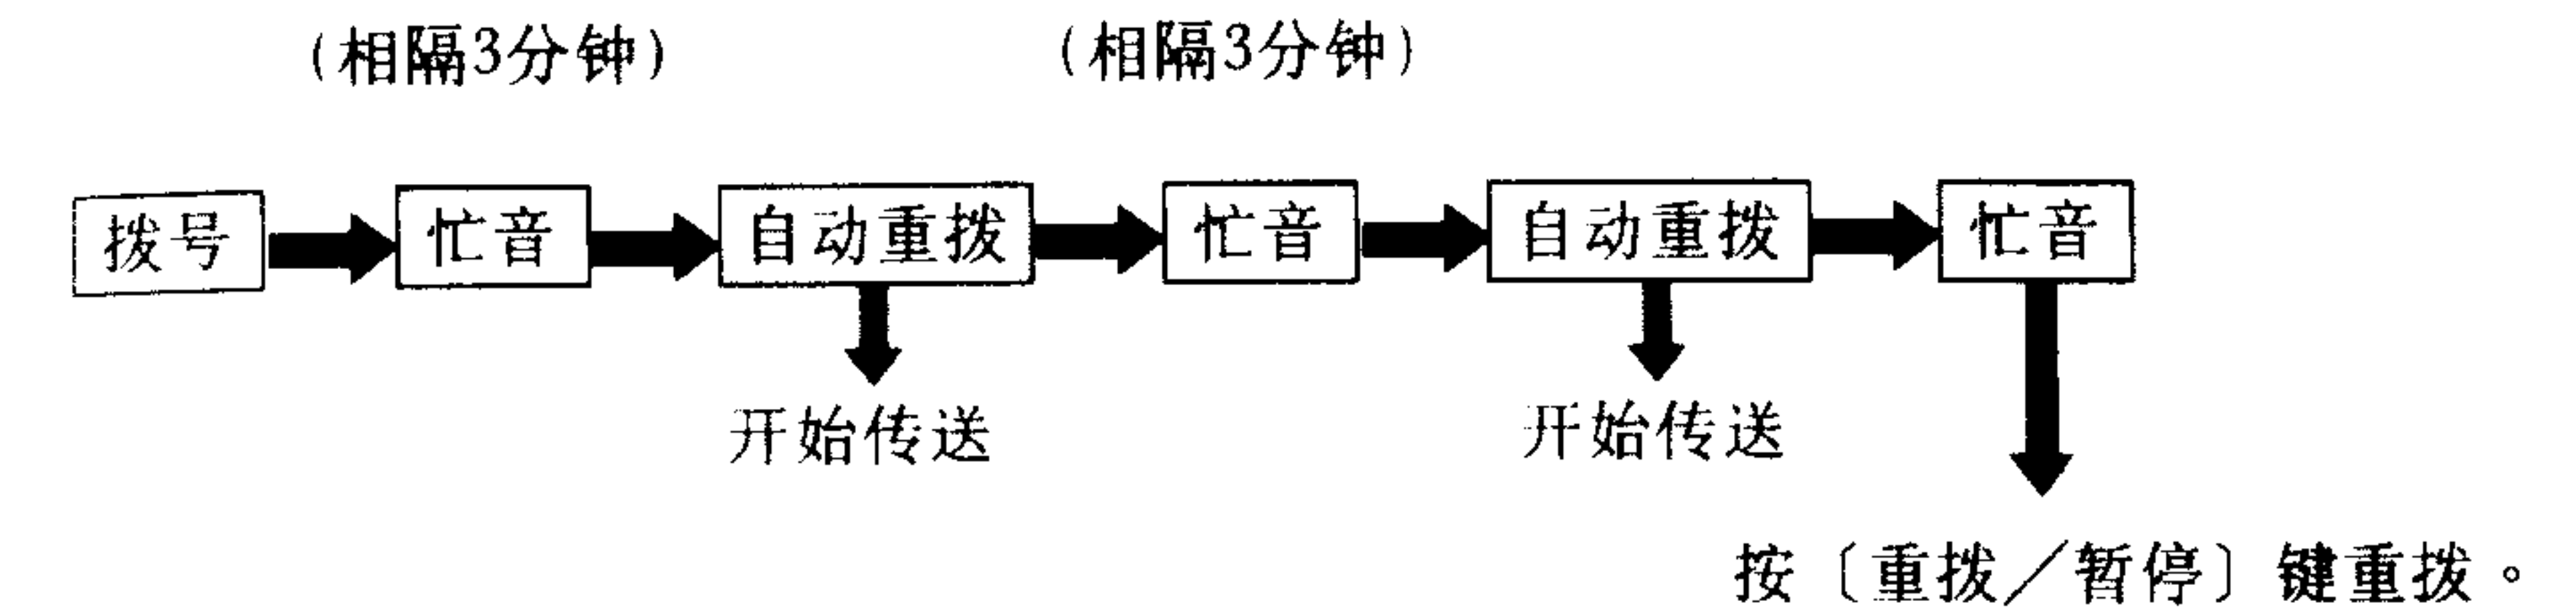 (相隔3分钟) (相隔3分钟)
拨号 忙音 自动重拨 忙音 自动重拨 忙音
开始传送 开始传送
按〔重拨／暂停〕键重拨。